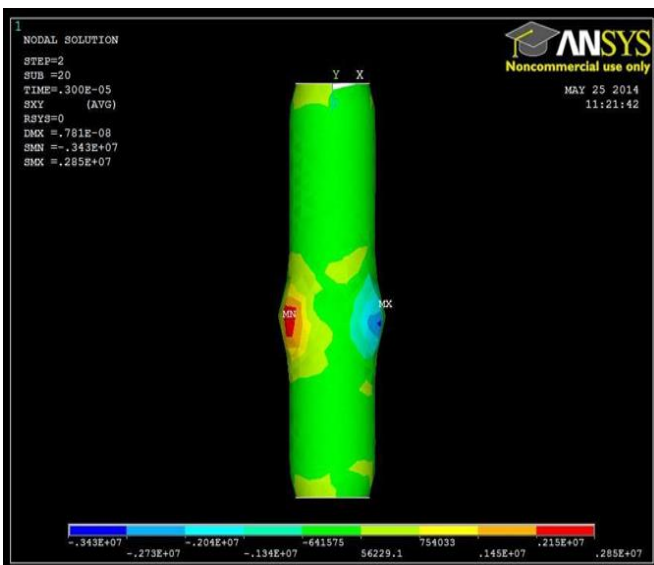 1
NODAL SOLUTION
STEP=2
SUB =20
TIME=.300E-05
SXY (AVG)
RSYS=0
DMX =.781E-08
SMN =-.343E+07
SMX =.285E+07
ANSYS
Noncommercial use only
MAY 25 2014
11:21:42
Y X
MN MX
-.343E+07 -.204E+07 -641575 754033 .215E+07
-.273E+07 -.134E+07 56229.1 .145E+07 .285E+07